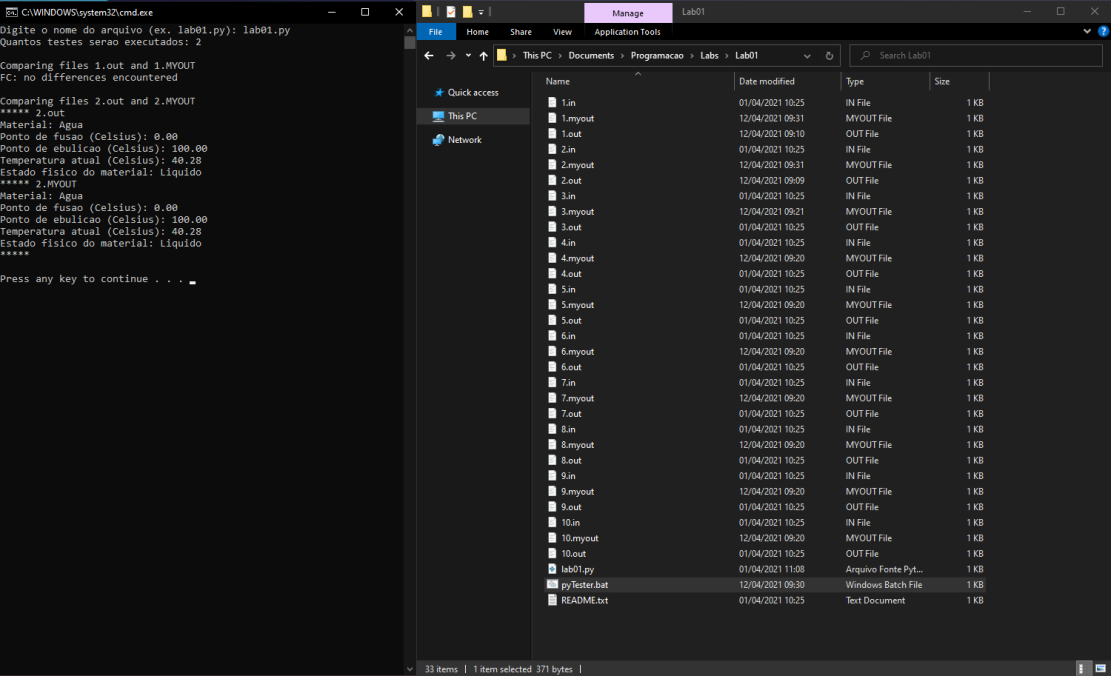 C:\WINDOWS\system32\cmd.exe
Digite o nome do arquivo (ex. lab01.py): lab01.py
Quantos testes serao executados: 2
Comparing files 1.out and 1.MYOUT
FC: no differences encountered
Comparing files 2.out and 2.MYOUT
***** 2.out
Material: Agua
Ponto de fusao (Celsius): 0.00
Ponto de ebulicao (Celsius): 100.00
Temperatura atual (Celsius): 40.28
Estado fisico do material: Liquido
***** 2.MYOUT
Material: Agua
Ponto de fusao (Celsius): 0.00
Ponto de ebulicao (Celsius): 100.00
Temperatura atual (Celsius): 40.28
Estado fisico do material: Liquido
*****
Press any key to continue . . .
Manage Lab01
File Home Share View Application Tools
This PC › Documents › Programacao › Labs › Lab01 Search Lab01
Quick access
This PC
Network
Name Date modified Type Size
1.in 01/04/2021 10:25 IN File 1 KB
1.myout 12/04/2021 09:31 MYOUT File 1 KB
1.out 12/04/2021 09:10 OUT File 1 KB
2.in 01/04/2021 10:25 IN File 1 KB
2.myout 12/04/2021 09:31 MYOUT File 1 KB
2.out 12/04/2021 09:09 OUT File 1 KB
3.in 01/04/2021 10:25 IN File 1 KB
3.myout 12/04/2021 09:21 MYOUT File 1 KB
3.out 01/04/2021 10:25 OUT File 1 KB
4.in 01/04/2021 10:25 IN File 1 KB
4.myout 12/04/2021 09:20 MYOUT File 1 KB
4.out 01/04/2021 10:25 OUT File 1 KB
5.in 01/04/2021 10:25 IN File 1 KB
5.myout 12/04/2021 09:20 MYOUT File 1 KB
5.out 01/04/2021 10:25 OUT File 1 KB
6.in 01/04/2021 10:25 IN File 1 KB
6.myout 12/04/2021 09:20 MYOUT File 1 KB
6.out 01/04/2021 10:25 OUT File 1 KB
7.in 01/04/2021 10:25 IN File 1 KB
7.myout 12/04/2021 09:20 MYOUT File 1 KB
7.out 01/04/2021 10:25 OUT File 1 KB
8.in 01/04/2021 10:25 IN File 1 KB
8.myout 12/04/2021 09:20 MYOUT File 1 KB
8.out 01/04/2021 10:25 OUT File 1 KB
9.in 01/04/2021 10:25 IN File 1 KB
9.myout 12/04/2021 09:20 MYOUT File 1 KB
9.out 01/04/2021 10:25 OUT File 1 KB
10.in 01/04/2021 10:25 IN File 1 KB
10.myout 12/04/2021 09:20 MYOUT File 1 KB
10.out 01/04/2021 10:25 OUT File 1 KB
lab01.py 01/04/2021 11:08 Arquivo Fonte Pyt... 1 KB
pyTester.bat 12/04/2021 09:30 Windows Batch File 1 KB
README.txt 01/04/2021 10:25 Text Document 1 KB
33 items 1 item selected 371 bytes